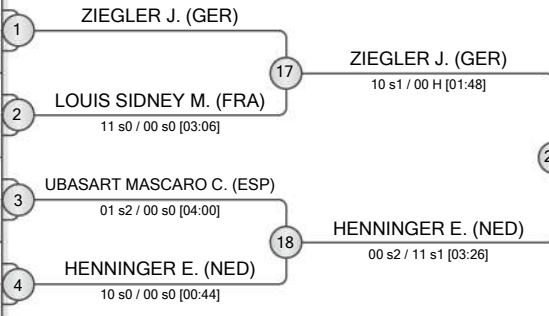 1
ZIEGLER J. (GER)
17
ZIEGLER J. (GER)
10 s1 / 00 H [01:48]
2
LOUIS SIDNEY M. (FRA)
11 s0 / 00 s0 [03:06]
3
UBASART MASCARO C. (ESP)
01 s2 / 00 s0 [04:00]
18
HENNINGER E. (NED)
00 s2 / 11 s1 [03:26]
4
HENNINGER E. (NED)
10 s0 / 00 s0 [00:44]